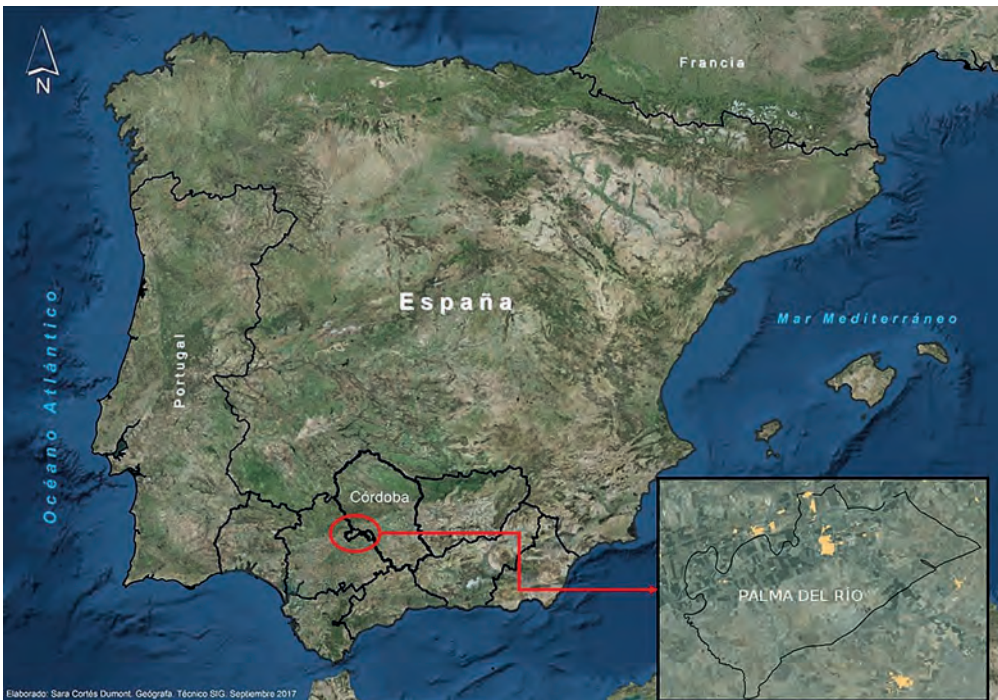 N
Francia
España
Mar Mediterráneo
Portugal
Océano Atlántico
Córdoba
PALMA DEL RÍO
Elaborado: Sara Cortés Dumont. Geógrafa. Técnico SIG. Septiembre 2017